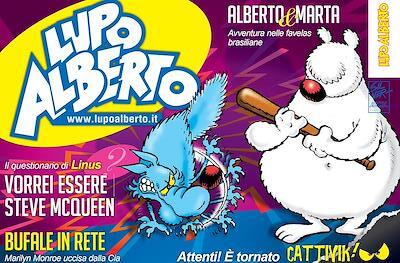 LUPO
ALBERTO
www.lupoalberto.it
ALBERTO e MARTA
Avventura nelle favelas
brasiliane
LUPO ALBERTO
Il questionario di Linus
VORREI ESSERE
STEVE MCQUEEN
?
BUFALE IN RETE
Marilyn Monroe uccisa dalla Cia
Attenti! È tornato CATTIVIK!